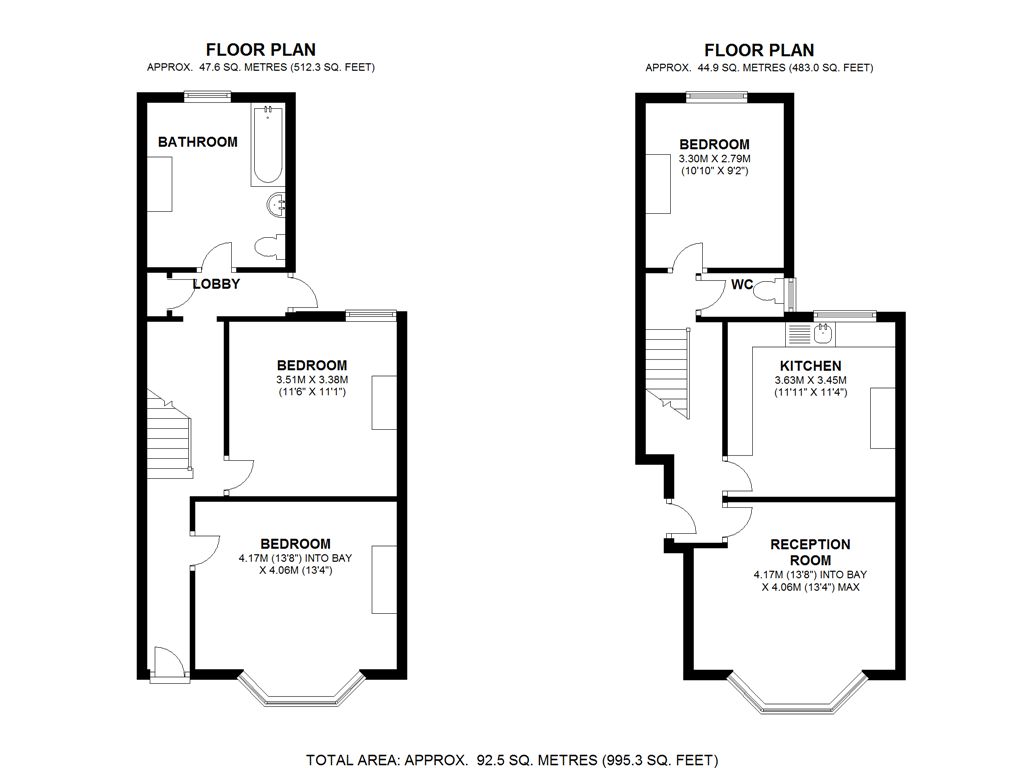 FLOOR PLAN
APPROX. 47.6 SQ. METRES (512.3 SQ. FEET)
BATHROOM
LOBBY
BEDROOM
3.51M X 3.38M
(11'6" X 11'1")
BEDROOM
4.17M (13'8") INTO BAY
X 4.06M (13'4")
FLOOR PLAN
APPROX. 44.9 SQ. METRES (483.0 SQ. FEET)
BEDROOM
3.30M X 2.79M
(10'10" X 9'2")
WC
KITCHEN
3.63M X 3.45M
(11'11" X 11'4")
RECEPTION
ROOM
4.17M (13'8") INTO BAY
X 4.06M (13'4") MAX
TOTAL AREA: APPROX. 92.5 SQ. METRES (995.3 SQ. FEET)